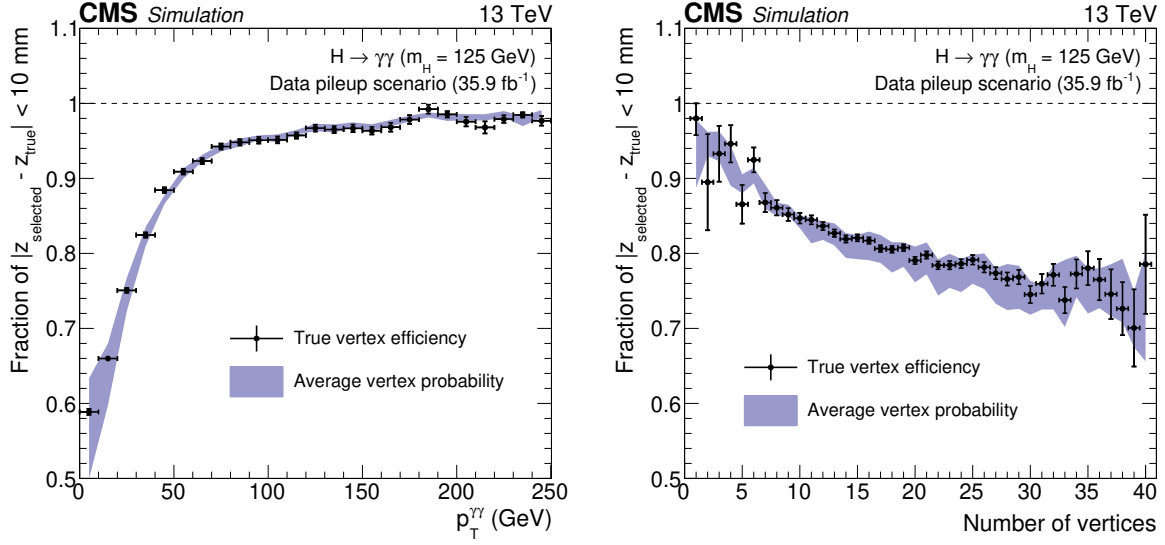 CMS Simulation 13 TeV
Fraction of |z_selected - z_true| < 10 mm
1.1
1
0.9
0.8
0.7
0.6
0.5
H → γγ (m_H = 125 GeV)
Data pileup scenario (35.9 fb⁻¹)
True vertex efficiency
Average vertex probability
0 50 100 150 200 250
p_T^γγ (GeV)
CMS Simulation 13 TeV
Fraction of |z_selected - z_true| < 10 mm
1.1
1
0.9
0.8
0.7
0.6
0.5
H → γγ (m_H = 125 GeV)
Data pileup scenario (35.9 fb⁻¹)
True vertex efficiency
Average vertex probability
0 5 10 15 20 25 30 35 40
Number of vertices